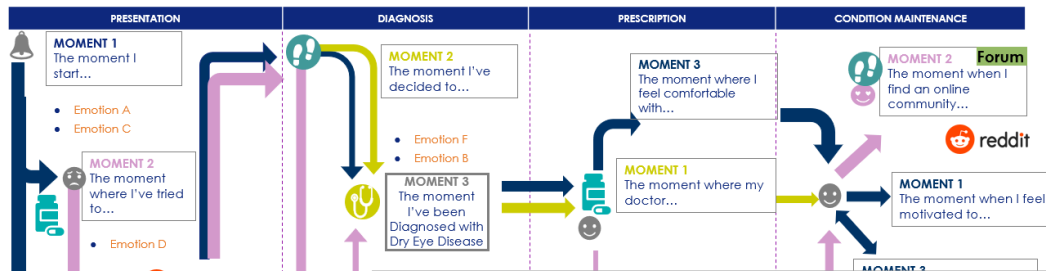 PRESENTATION
DIAGNOSIS
PRESCRIPTION
CONDITION MAINTENANCE
MOMENT 1
The moment I
start…
Emotion A
Emotion C
MOMENT 2
The moment
where I've tried
to…
Emotion D
MOMENT 2
The moment I've
decided to…
Emotion F
Emotion B
MOMENT 3
The moment
I've been
Diagnosed with
Dry Eye Disease
MOMENT 3
The moment where I
feel comfortable
with…
MOMENT 1
The moment where my
doctor…
MOMENT 2
Forum
The moment when I
find an online
community…
reddit
MOMENT 1
The moment when I feel
motivated to…
MOMENT 3